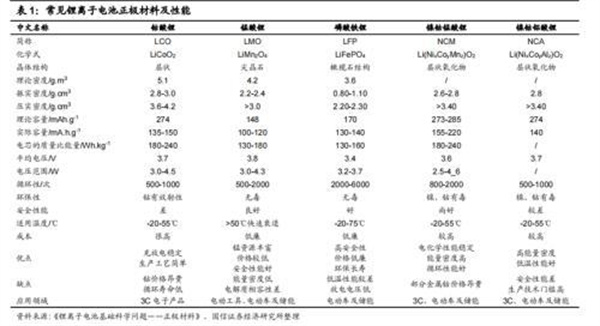 表 1：常见锂离子电池正极材料及性能
中文名称 钴酸锂 锰酸锂 磷酸铁锂 镍钴锰酸锂 镍钴铝酸锂
简称 LCO LMO LFP NCM NCA
化学式 LiCoO₂ LiMn₂O₄ LiFePO₄ Li(NiₓCoᵧMn_z)O₂ Li(NiₓCoᵧAl_z)O₂
晶体结构 层状 尖晶石 橄榄石结构 层状氧化物 层状氧化物
理论密度/g.m³ 5.1 4.2 3.6 / /
振实密度/g.cm³ 2.8-3.0 2.2-2.4 0.80-1.10 2.6-2.8 2.8
压实密度/g.cm³ 3.6-4.2 >3.0 2.20-2.30 >3.40 >3.40
理论容量/mAh.g⁻¹ 274 148 170 273-285 274
实际容量/mA.h.g⁻¹ 135-150 100-120 130-140 155-220 140
电芯的质量比能量/Wh.kg⁻¹ 180-240 130-180 130-160 180-240 /
平均电压/V 3.7 3.8 3.4 3.6 3.7
电压范围/W 3.0-4.5 3.0-4.3 3.2-3.7 2.5-4_6 /
循环性/次 500-1000 500-2000 2000-6000 800-2000 500-1000
环保性 钴有放射性 无毒 无毒 镍、钴有毒 镍、钴有毒
安全性能 差 良好 好 尚好 较差
适用温度/℃ -20-55℃ >50℃快速衰退 -20-75℃ -20-55℃ -20-55℃
成本 很高 低廉 低廉 较高 较高
优点 无放电稳定 锰资源丰富 高安全性 电化学性能稳定 高能量密度
生产工艺简单 价格较低 价格低廉 能量密度高 低温性能好
安全性能好 环保长寿 循环性能好
缺点 钴价格昂贵 能量密度低 低温性能较差 部分金属钴价格昂贵 安全性能差
循环寿命低 电解质相容性差 放电电压低 生产技术门槛高
应用领域 3C 电子产品 电动工具、电动车及储能 电动车及储能 3C、电动车及储能 3C、电动车及储能
资料来源：《锂离子电池基础科学问题——正极材料》、国信证券经济研究所整理